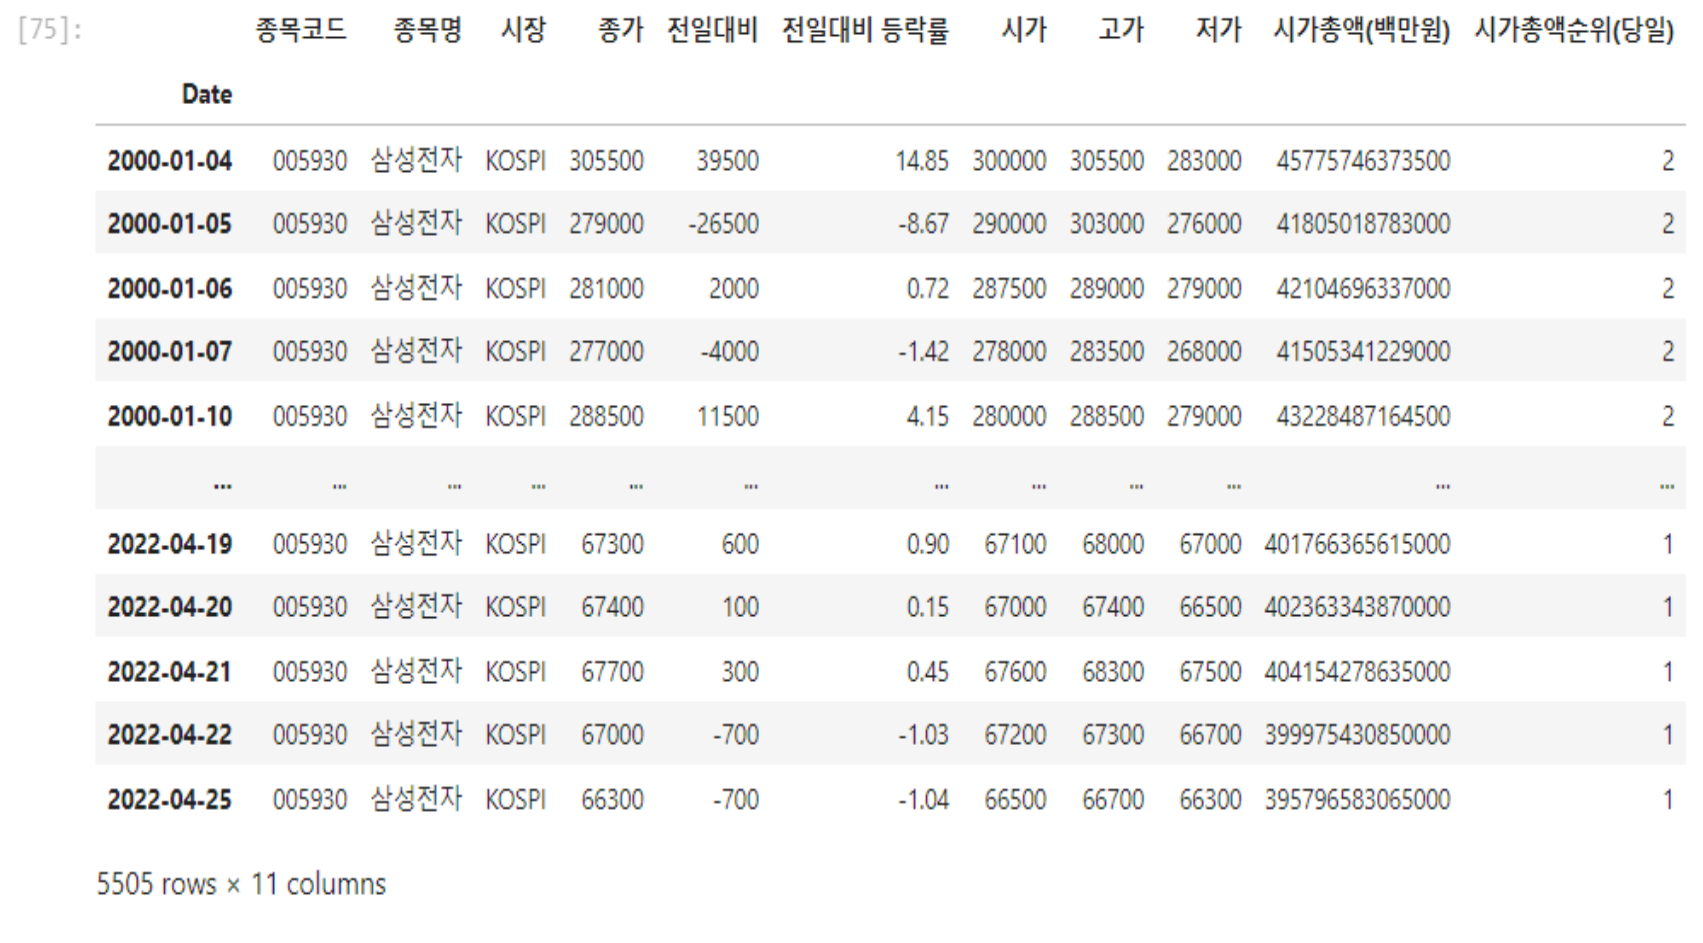 [75]:
종목코드 종목명 시장 종가 전일대비 전일대비 등락률 시가 고가 저가 시가총액(백만원) 시가총액순위(당일)
Date
2000-01-04 005930 삼성전자 KOSPI 305500 39500 14.85 300000 305500 283000 45775746373500 2
2000-01-05 005930 삼성전자 KOSPI 279000 -26500 -8.67 290000 303000 276000 41805018783000 2
2000-01-06 005930 삼성전자 KOSPI 281000 2000 0.72 287500 289000 279000 42104696337000 2
2000-01-07 005930 삼성전자 KOSPI 277000 -4000 -1.42 278000 283500 268000 41505341229000 2
2000-01-10 005930 삼성전자 KOSPI 288500 11500 4.15 280000 288500 279000 43228487164500 2
... ... ... ... ... ... ... ... ... ... ... ...
2022-04-19 005930 삼성전자 KOSPI 67300 600 0.90 67100 68000 67000 401766365615000 1
2022-04-20 005930 삼성전자 KOSPI 67400 100 0.15 67000 67400 66500 402363343870000 1
2022-04-21 005930 삼성전자 KOSPI 67700 300 0.45 67600 68300 67500 404154278635000 1
2022-04-22 005930 삼성전자 KOSPI 67000 -700 -1.03 67200 67300 66700 399975430850000 1
2022-04-25 005930 삼성전자 KOSPI 66300 -700 -1.04 66500 66700 66300 395796583065000 1
5505 rows × 11 columns